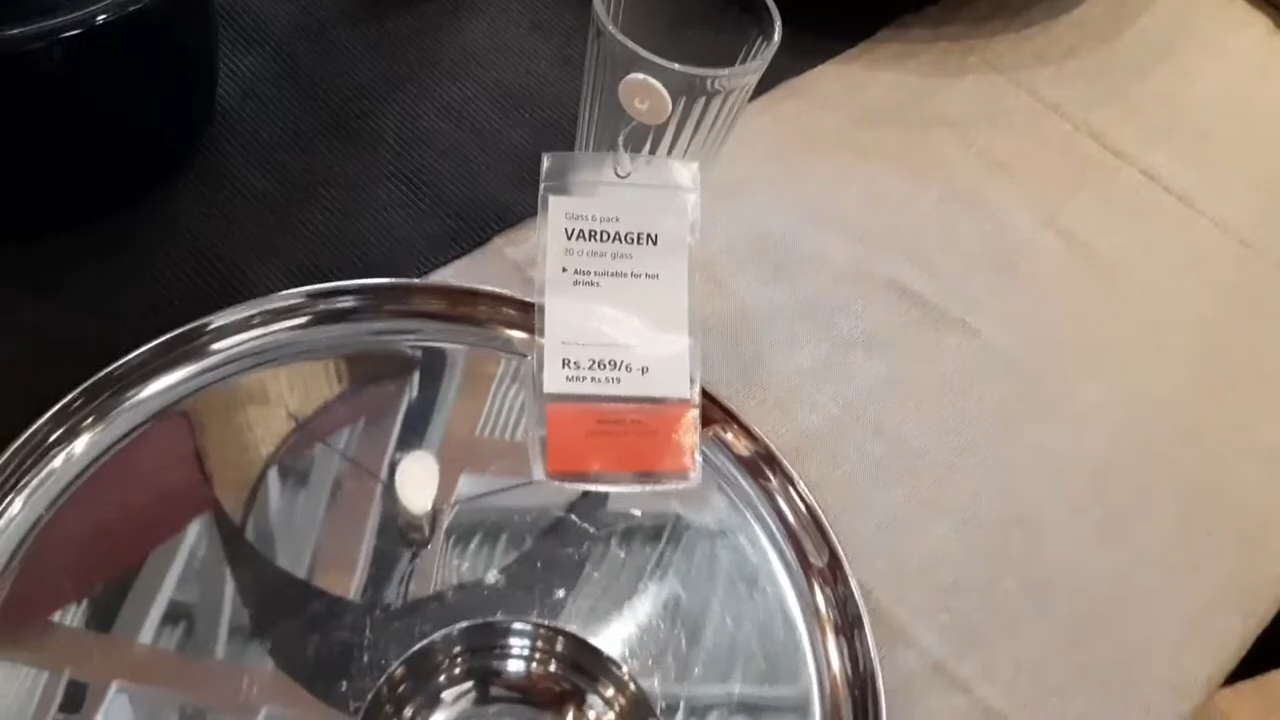 Glass 6 pack
VARDAGEN
20 cl clear glass
▶ Also suitable for hot
drinks.
Rs.269/6 -p
MRP Rs.519